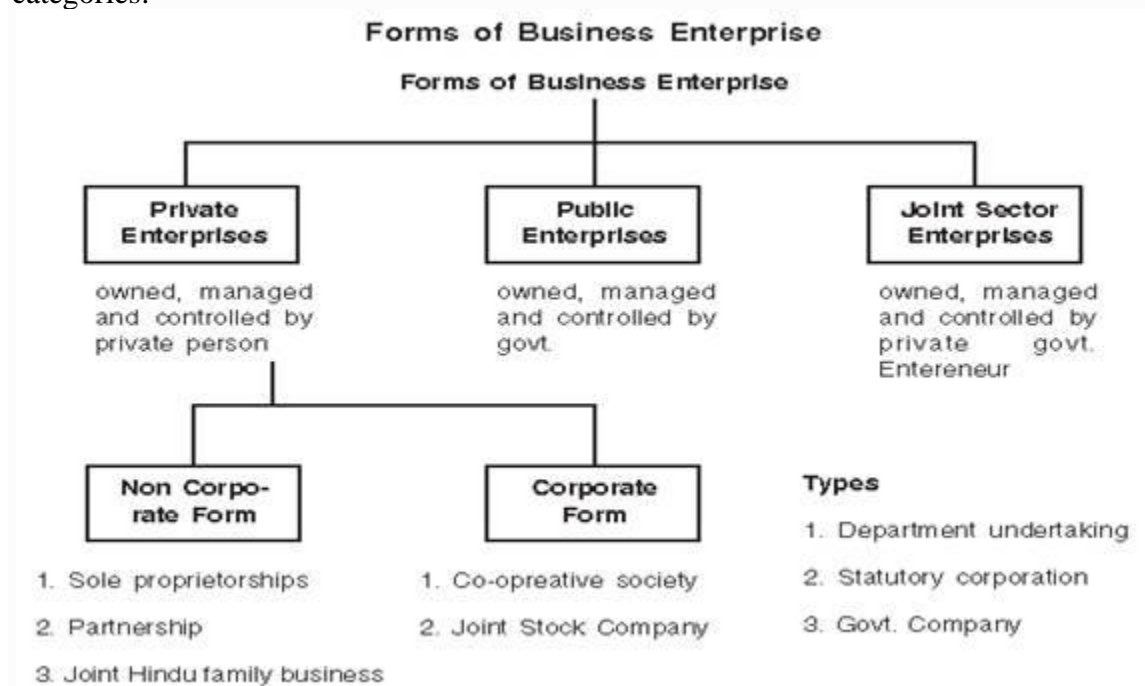 categories.
Forms of Business Enterprise
Forms of Business Enterprise
Private
Enterprises
owned, managed
and controlled by
private person
Public
Enterprises
owned, managed
and controlled by
govt.
Joint Sector
Enterprises
owned, managed
and controlled by
private govt.
Entereneur
Non Corpo-
rate Form
1. Sole proprietorships
2. Partnership
3. Joint Hindu family business
Corporate
Form
1. Co-opreative society
2. Joint Stock Company
Types
1. Department undertaking
2. Statutory corporation
3. Govt. Company